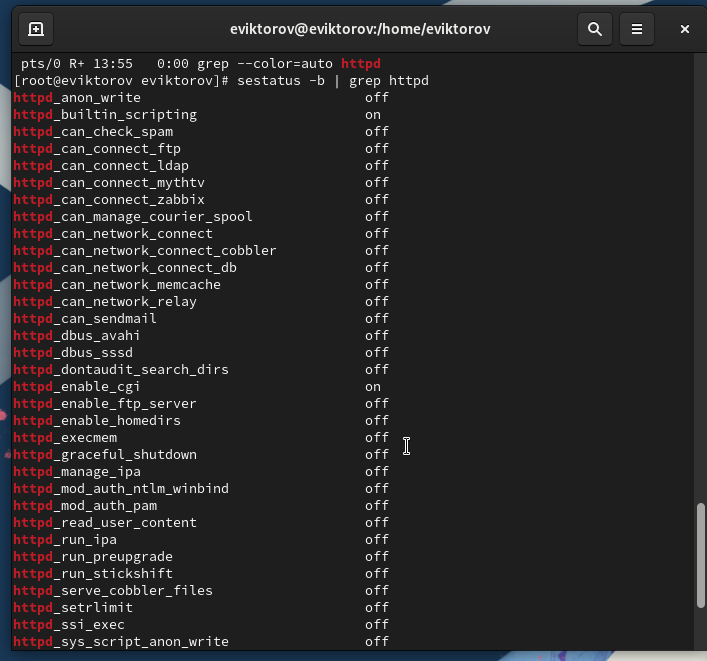 eviktorov@eviktorov:/home/eviktorov
pts/0 R+ 13:55   0:00 grep --color=auto httpd
[root@eviktorov eviktorov]# sestatus -b | grep httpd
httpd_anon_write                            off
httpd_builtin_scripting                     on
httpd_can_check_spam                        off
httpd_can_connect_ftp                       off
httpd_can_connect_ldap                      off
httpd_can_connect_mythtv                    off
httpd_can_connect_zabbix                    off
httpd_can_manage_courier_spool              off
httpd_can_network_connect                   off
httpd_can_network_connect_cobbler           off
httpd_can_network_connect_db                off
httpd_can_network_memcache                  off
httpd_can_network_relay                     off
httpd_can_sendmail                          off
httpd_dbus_avahi                            off
httpd_dbus_sssd                             off
httpd_dontaudit_search_dirs                 off
httpd_enable_cgi                            on
httpd_enable_ftp_server                     off
httpd_enable_homedirs                       off
httpd_execmem                               off
httpd_graceful_shutdown                     off
httpd_manage_ipa                            off
httpd_mod_auth_ntlm_winbind                 off
httpd_mod_auth_pam                          off
httpd_read_user_content                     off
httpd_run_ipa                               off
httpd_run_preupgrade                        off
httpd_run_stickshift                        off
httpd_serve_cobbler_files                   off
httpd_setrlimit                             off
httpd_ssi_exec                              off
httpd_sys_script_anon_write                 off